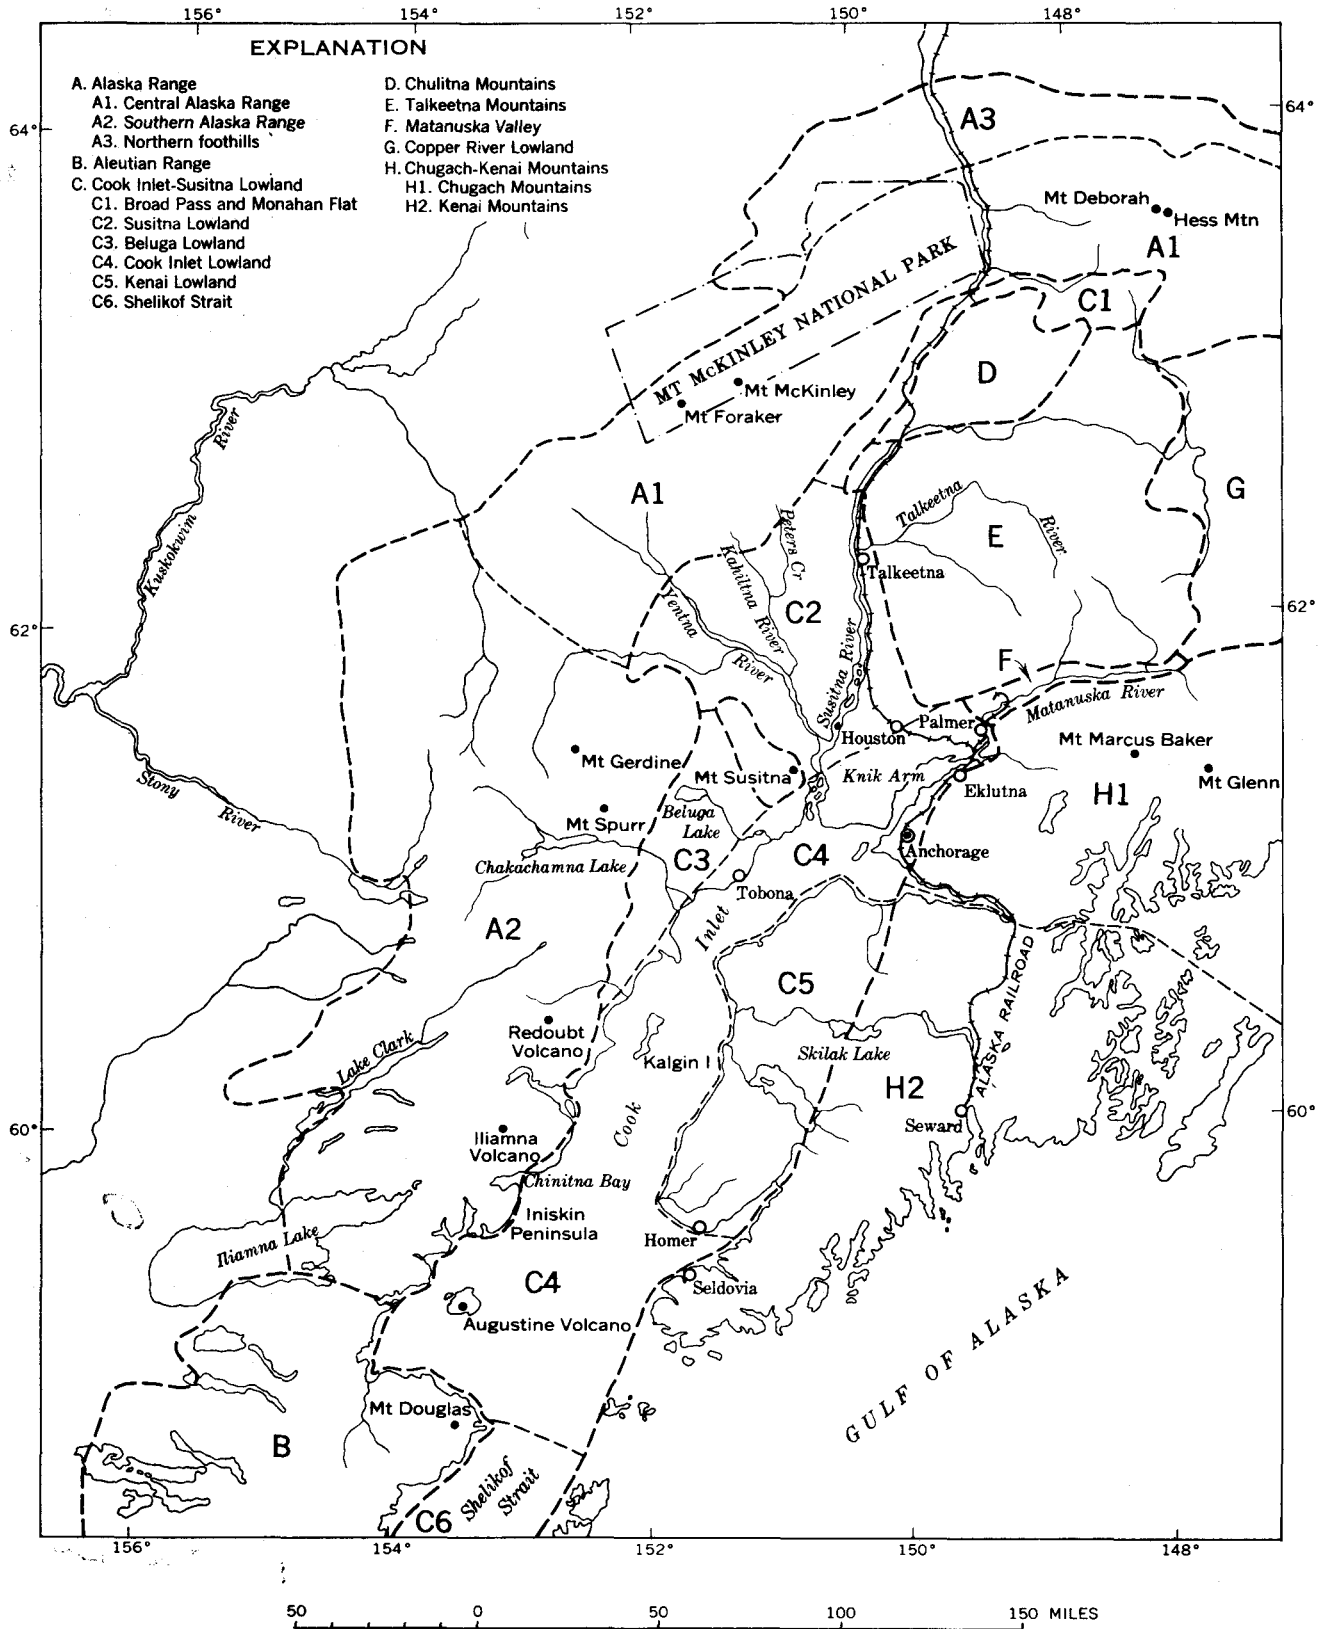 156° 154° 152° 150° 148°
EXPLANATION
A. Alaska Range
A1. Central Alaska Range
A2. Southern Alaska Range
A3. Northern foothills
B. Aleutian Range
C. Cook Inlet-Susitna Lowland
C1. Broad Pass and Monahan Flat
C2. Susitna Lowland
C3. Beluga Lowland
C4. Cook Inlet Lowland
C5. Kenai Lowland
C6. Shelikof Strait
D. Chulitna Mountains
E. Talkeetna Mountains
F. Matanuska Valley
G. Copper River Lowland
H. Chugach-Kenai Mountains
H1. Chugach Mountains
H2. Kenai Mountains
64°
64°
A3
Mt Deborah
Hess Mtn
A1
C1
MT McKINLEY NATIONAL PARK
D
Mt McKinley
Mt Foraker
River
Kuskokwim
A1
G
Talkeetna
River
E
Peters Cr
Kahiltna River
Talkeetna
Yentna
River
C2
Susitna River
62°
62°
F
Matanuska River
Palmer
Houston
Mt Marcus Baker
Mt Gerdine
Mt Susitna
Knik Arm
Eklutna
Mt Glenn
H1
Stony
River
Beluga
Lake
Mt Spurr
Anchorage
C3
C4
Chakachamna Lake
Tobona
A2
Inlet
C5
ALASKA RAILROAD
Redoubt
Volcano
Lake Clark
Kalgin I
Skilak Lake
H2
Cook
Seward
60°
60°
Iliamna
Volcano
Chinitna Bay
Iniskin
Peninsula
Iliamna Lake
Homer
C4
Seldovia
Augustine Volcano
GULF OF ALASKA
Mt Douglas
B
Shelikof
Strait
C6
156° 154° 152° 150° 148°
50 0 50 100 150 MILES